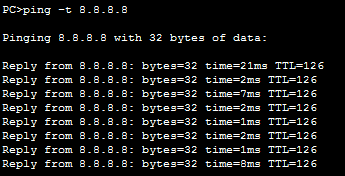 PC>ping -t 8.8.8.8
Pinging 8.8.8.8 with 32 bytes of data:
Reply from 8.8.8.8: bytes=32 time=21ms TTL=126
Reply from 8.8.8.8: bytes=32 time=2ms TTL=126
Reply from 8.8.8.8: bytes=32 time=7ms TTL=126
Reply from 8.8.8.8: bytes=32 time=2ms TTL=126
Reply from 8.8.8.8: bytes=32 time=1ms TTL=126
Reply from 8.8.8.8: bytes=32 time=2ms TTL=126
Reply from 8.8.8.8: bytes=32 time=1ms TTL=126
Reply from 8.8.8.8: bytes=32 time=8ms TTL=126